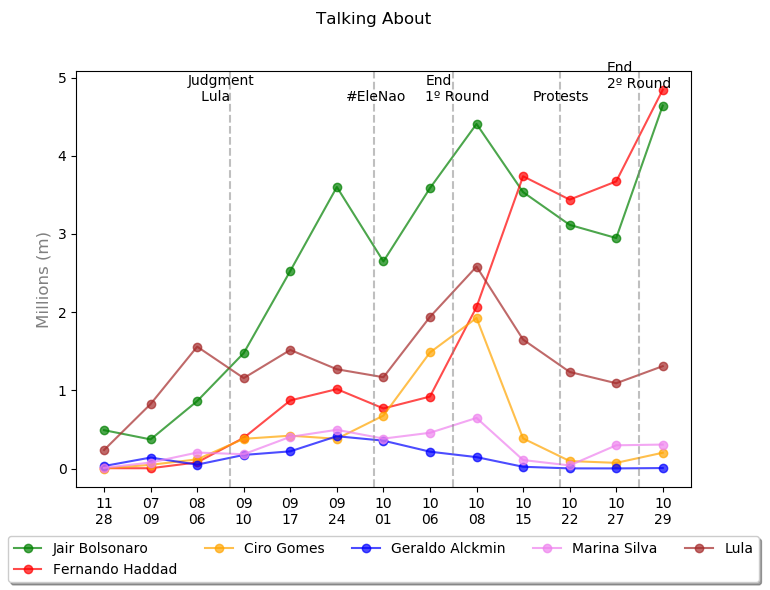 Talking About
Judgment
Lula
#EleNao
End
1º Round
Protests
End
2º Round
Millions (m)
5
4
3
2
1
0
11 07 08 09 09 09 10 10 10 10 10 10 10
28 09 06 10 17 24 01 06 08 15 22 27 29
Jair Bolsonaro Ciro Gomes Geraldo Alckmin Marina Silva Lula
Fernando Haddad